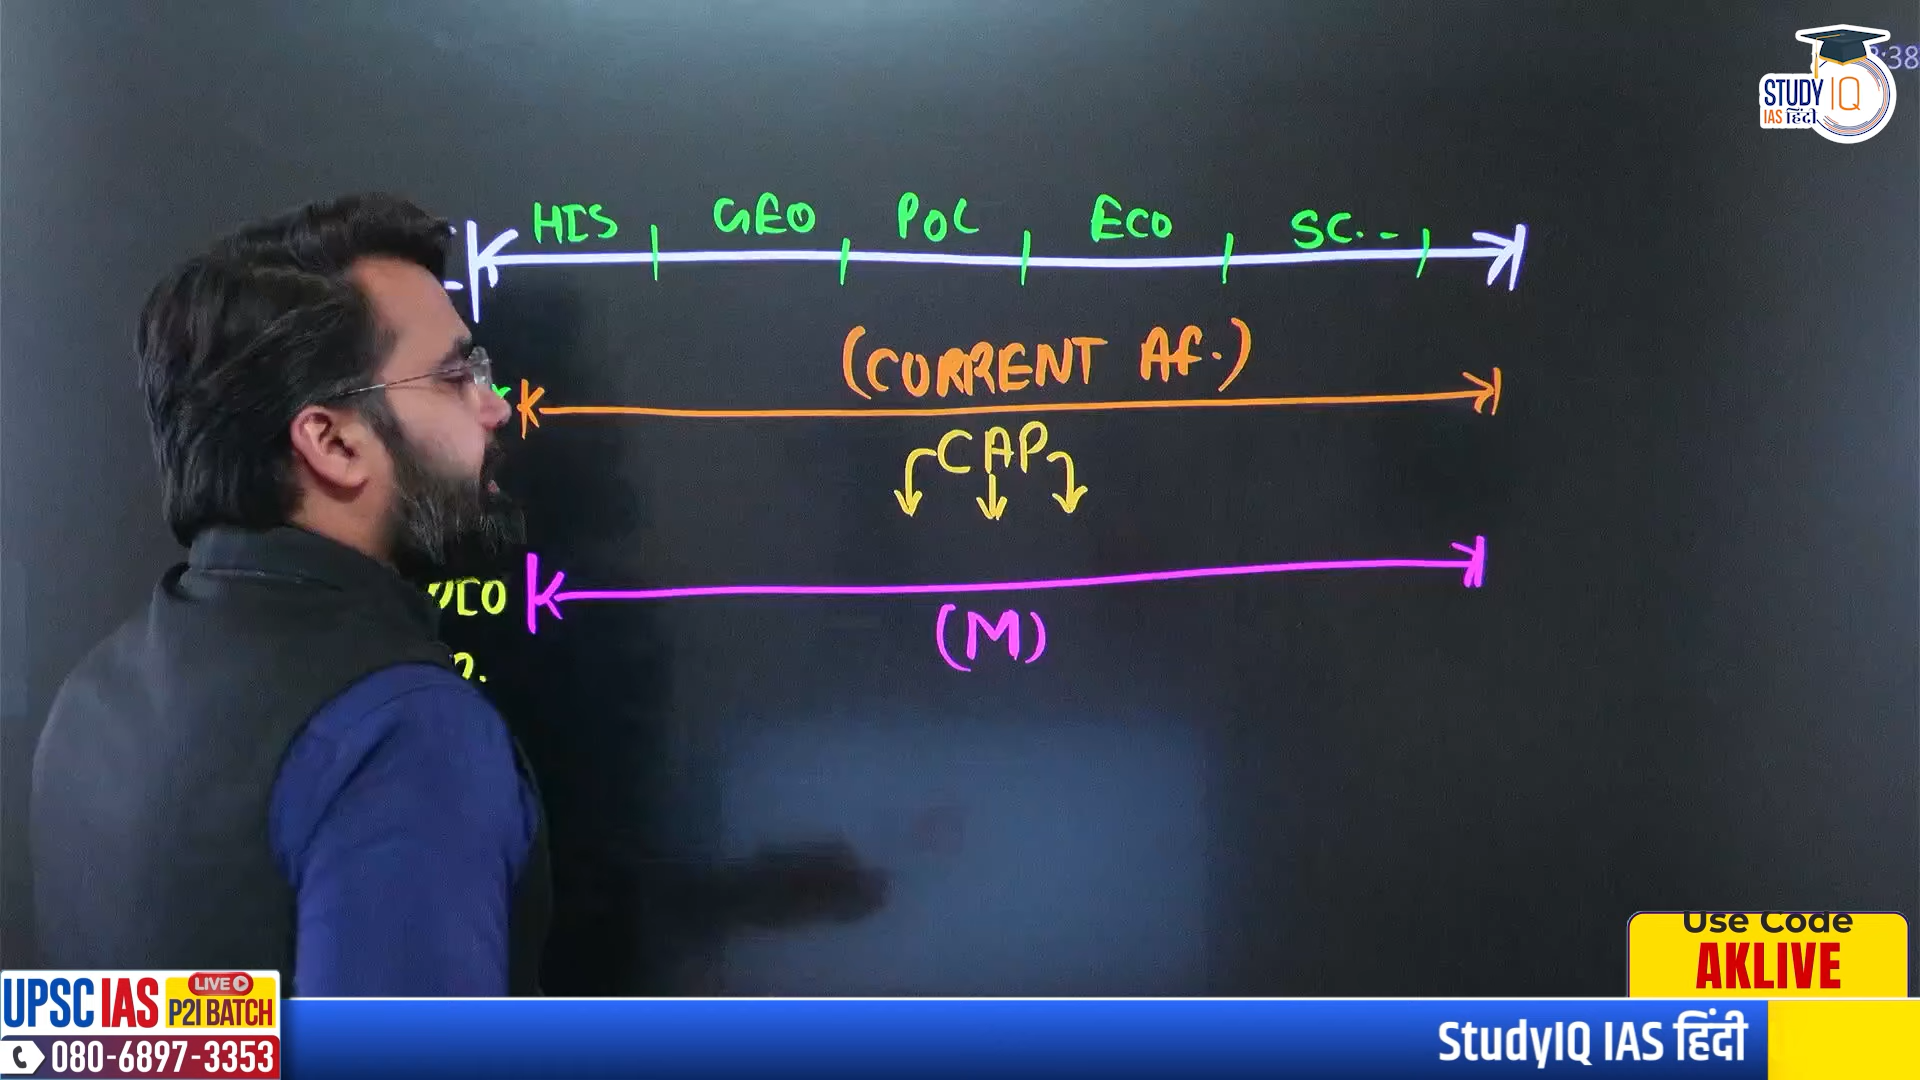 :38
STUDY IQ
IAS हिंदी
HIS GEO POL ECO SC..
(CURRENT Af.)
CAP
(M)
Use Code
AKLIVE
UPSC IAS LIVE P2I BATCH
080-6897-3353
StudyIQ IAS हिंदी